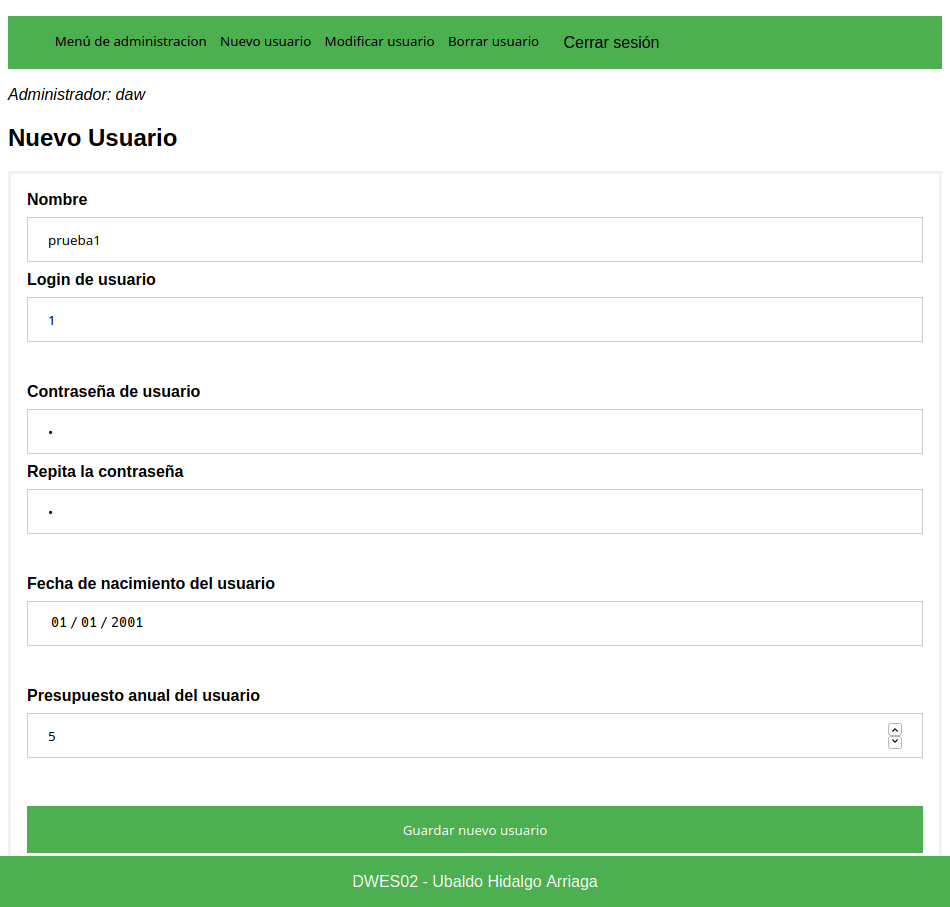 Menú de administracion Nuevo usuario Modificar usuario Borrar usuario Cerrar sesión
Administrador: daw
Nuevo Usuario
Nombre
prueba1
Login de usuario
1
Contraseña de usuario
•
Repita la contraseña
•
Fecha de nacimiento del usuario
01 / 01 / 2001
Presupuesto anual del usuario
5
Guardar nuevo usuario
DWES02 - Ubaldo Hidalgo Arriaga